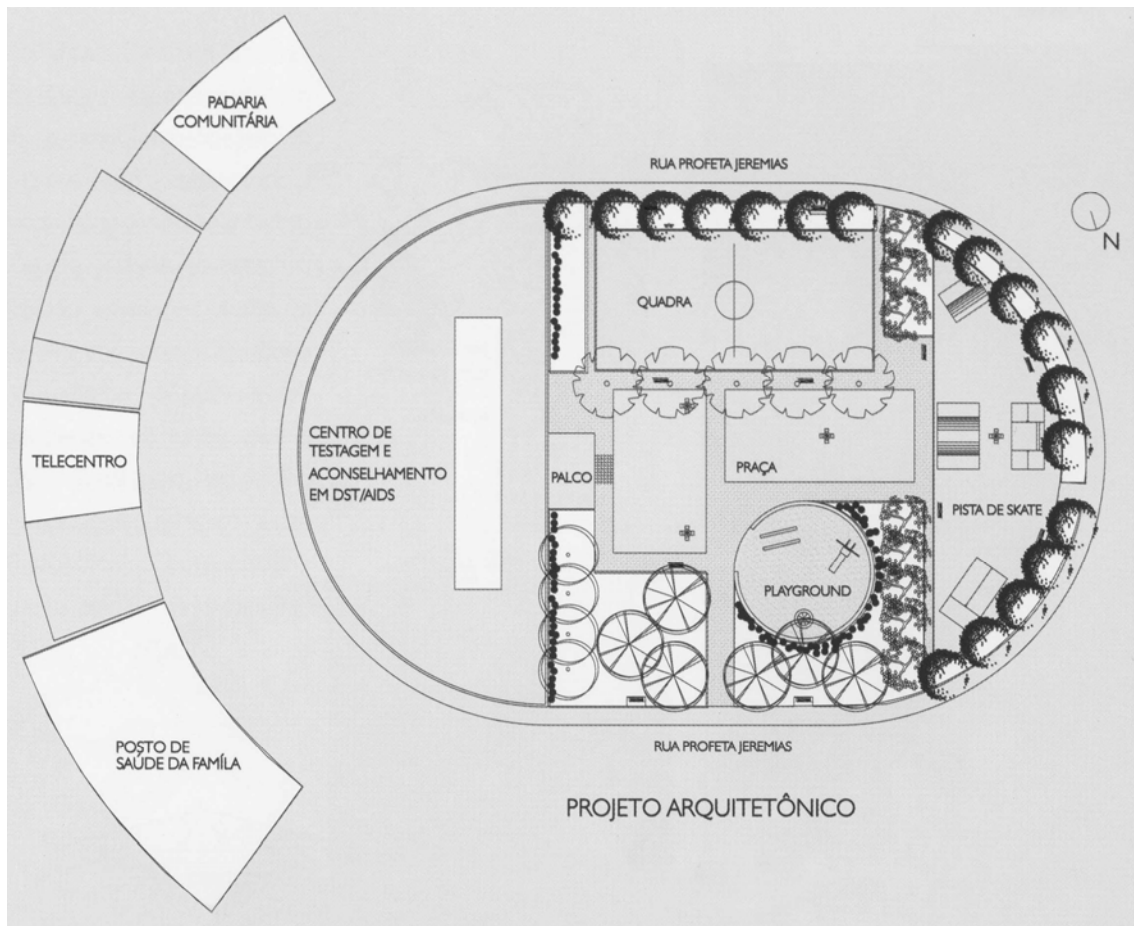 PADARIA
COMUNITÁRIA
RUA PROFETA JEREMIAS
N
QUADRA
TELECENTRO
CENTRO DE
TESTAGEM E
ACONSELHAMENTO
EM DST/AIDS
PALCO
PRAÇA
PISTA DE SKATE
PLAYGROUND
POSTO DE
SAÚDE DA FAMÍLA
RUA PROFETA JEREMIAS
PROJETO ARQUITETÔNICO